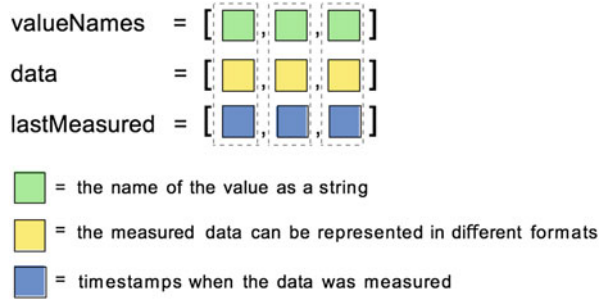 valueNames = [ , , ]
data = [ , , ]
lastMeasured = [ , , ]
= the name of the value as a string
= the measured data can be represented in different formats
= timestamps when the data was measured